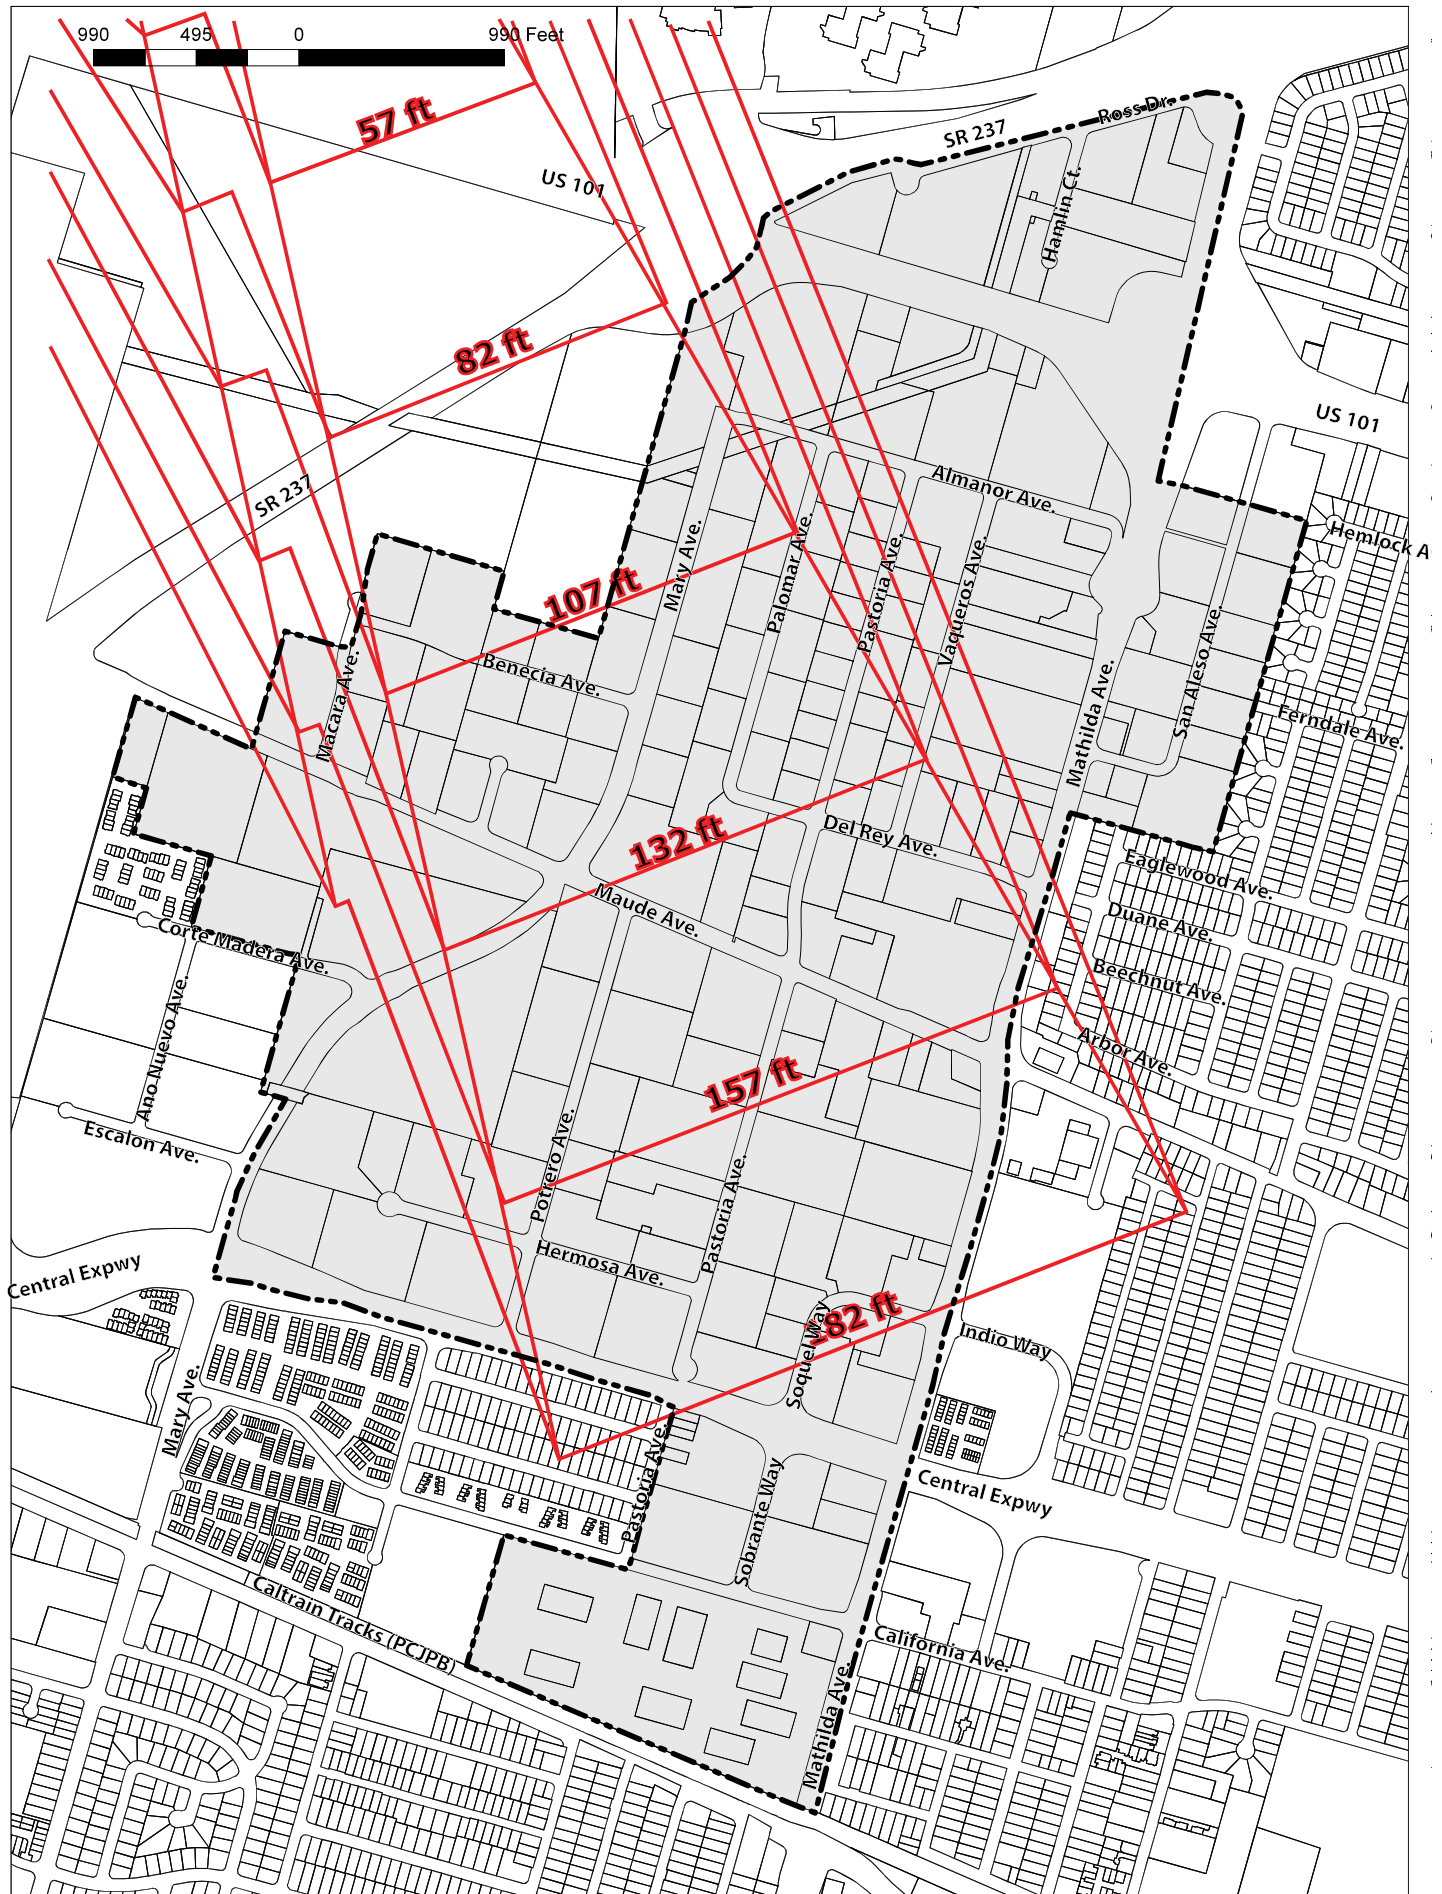 990 495 0 990 Feet
57 ft
Ross Dr.
SR 237
US 101
Hamlin Ct.
82 ft
US 101
SR 237
Almanor Ave.
Hemlock A
Mary Ave.
Palomar Ave.
Pastoria Ave.
Vaqueros Ave.
107 ft
Benecia Ave.
Macara Ave.
Mathilda Ave.
San Aleso Ave.
Ferndale Ave.
132 ft
Del Rey Ave.
Eaglewood Ave.
Maude Ave.
Duane Ave.
Corte Madera Ave.
Beechnut Ave.
Ano Nuevo Ave.
Arbor Ave.
157 ft
Escalon Ave.
Potrero Ave.
Pastoria Ave.
Hermosa Ave.
Central Expwy
182 ft
Soquel Way
Indio Way
Mary Ave.
Pastoria Ave.
Sobrante Way
Central Expwy
Caltrain Tracks (PCJPB)
California Ave.
Mathilda Ave.